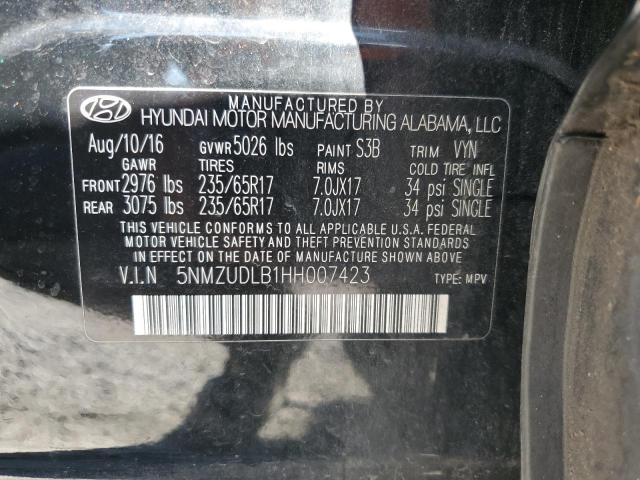 MANUFACTURED BY
HYUNDAI MOTOR MANUFACTURING ALABAMA, LLC
Aug/10/16 GVWR 5026 lbs PAINT S3B TRIM VYN
GAWR TIRES RIMS COLD TIRE INFL
FRONT 2976 lbs 235/65R17 7.0JX17 34 psi SINGLE
REAR 3075 lbs 235/65R17 7.0JX17 34 psi SINGLE
THIS VEHICLE CONFORMS TO ALL APPLICABLE U.S.A. FEDERAL
MOTOR VEHICLE SAFETY AND THEFT PREVENTION STANDARDS
IN EFFECT ON THE DATE OF MANUFACTURE SHOWN ABOVE.
V.I.N 5NMZUDLB1HH007423 TYPE: MPV